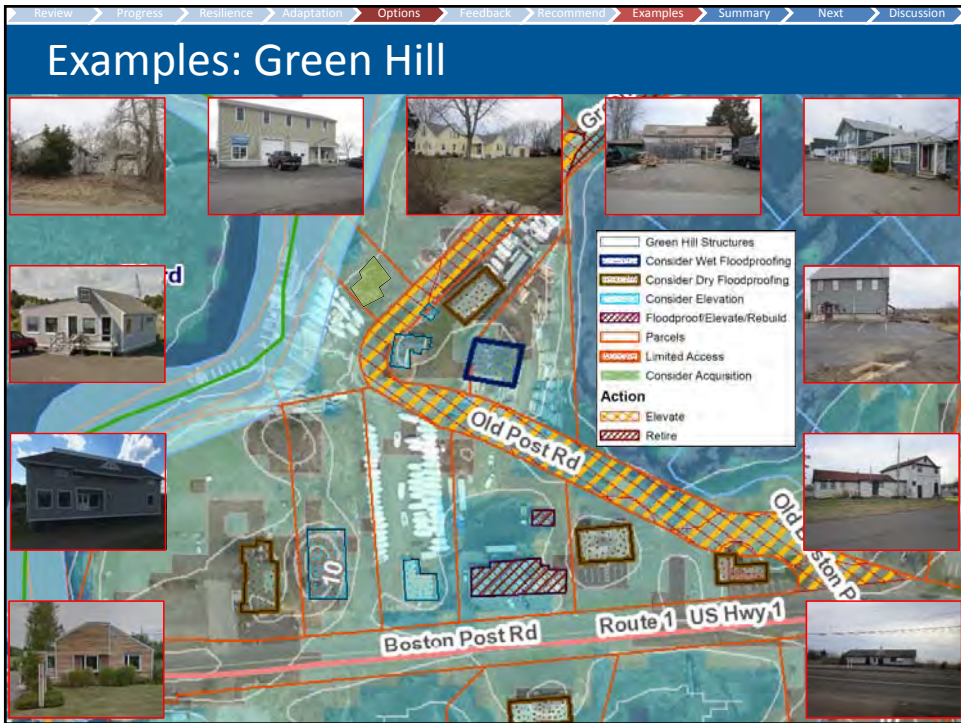 Review Progress Resilience Adaptation Options Feedback Recommend Examples Summary Next Discussion
Examples: Green Hill
Green Hill Structures
Consider Wet Floodproofing
Consider Dry Floodproofing
Consider Elevation
Floodproof/Elevate/Rebuild
Parcels
Limited Access
Consider Acquisition
Action
Elevate
Retire
Old Post Rd
Old Boston P
10
Boston Post Rd
Route 1
US Hwy 1